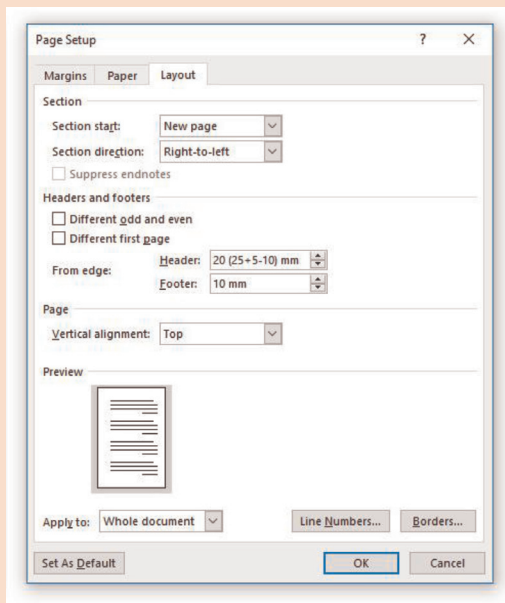 Page Setup ? ×
Margins Paper Layout
Section
Section start: New page
Section direction: Right-to-left
Suppress endnotes
Headers and footers
Different odd and even
Different first page
From edge:
Header: 20 (25+5-10) mm
Footer: 10 mm
Page
Vertical alignment: Top
Preview
Apply to: Whole document Line Numbers... Borders...
Set As Default OK Cancel